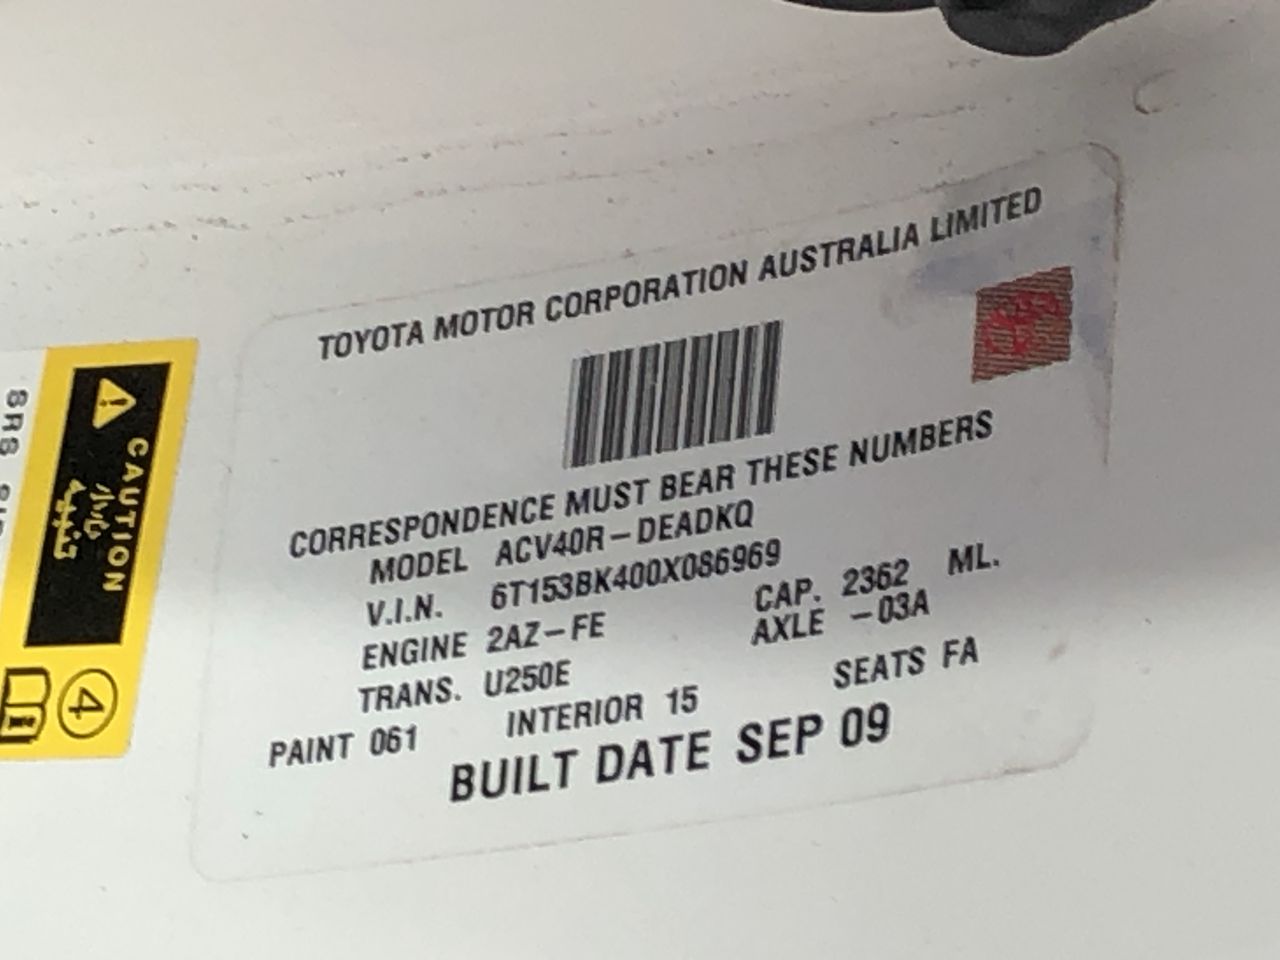 TOYOTA MOTOR CORPORATION AUSTRALIA LIMITED
CORRESPONDENCE MUST BEAR THESE NUMBERS
MODEL ACV40R-DEADKQ
V.I.N. 6T153BK400X086969
ENGINE 2AZ-FE CAP. 2362 ML.
TRANS. U250E AXLE -03A
PAINT 061 INTERIOR 15 SEATS FA
BUILT DATE SEP 09
CAUTION
تنبيه
4
SRS